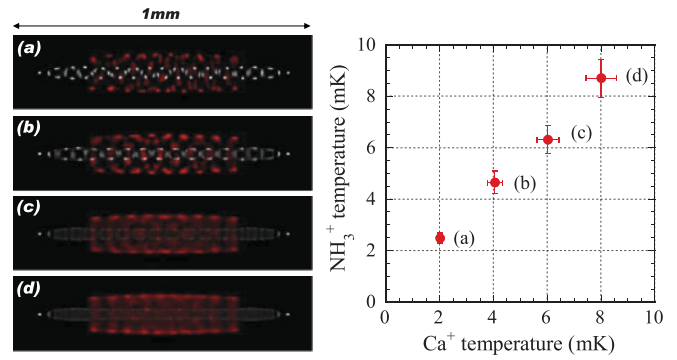 1mm
(a)
(b)
(c)
(d)
NH3+ temperature (mK)
10
8
6
4
2
0
(d)
(c)
(b)
(a)
0 2 4 6 8 10
Ca+ temperature (mK)